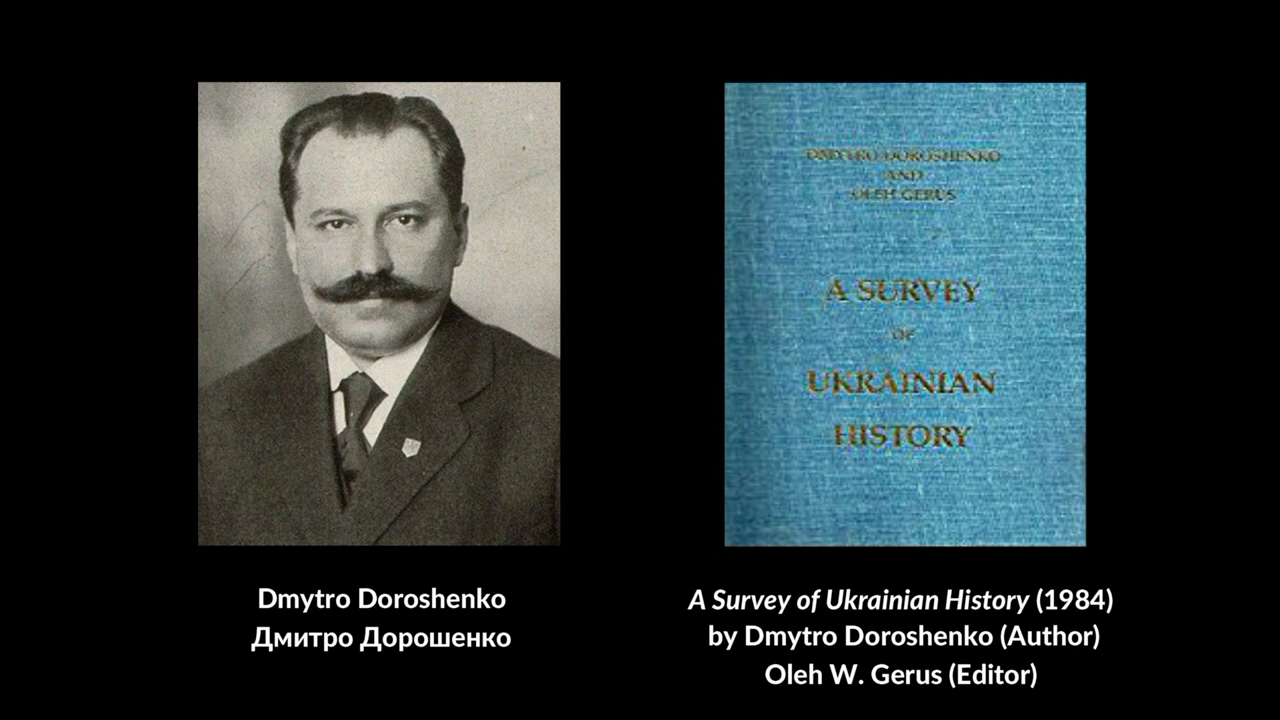 DMYTRO DOROSHENKO
AND
OLEH GERUS
A SURVEY
OF
UKRAINIAN
HISTORY
Dmytro Doroshenko
Дмитро Дорошенко
A Survey of Ukrainian History (1984)
by Dmytro Doroshenko (Author)
Oleh W. Gerus (Editor)